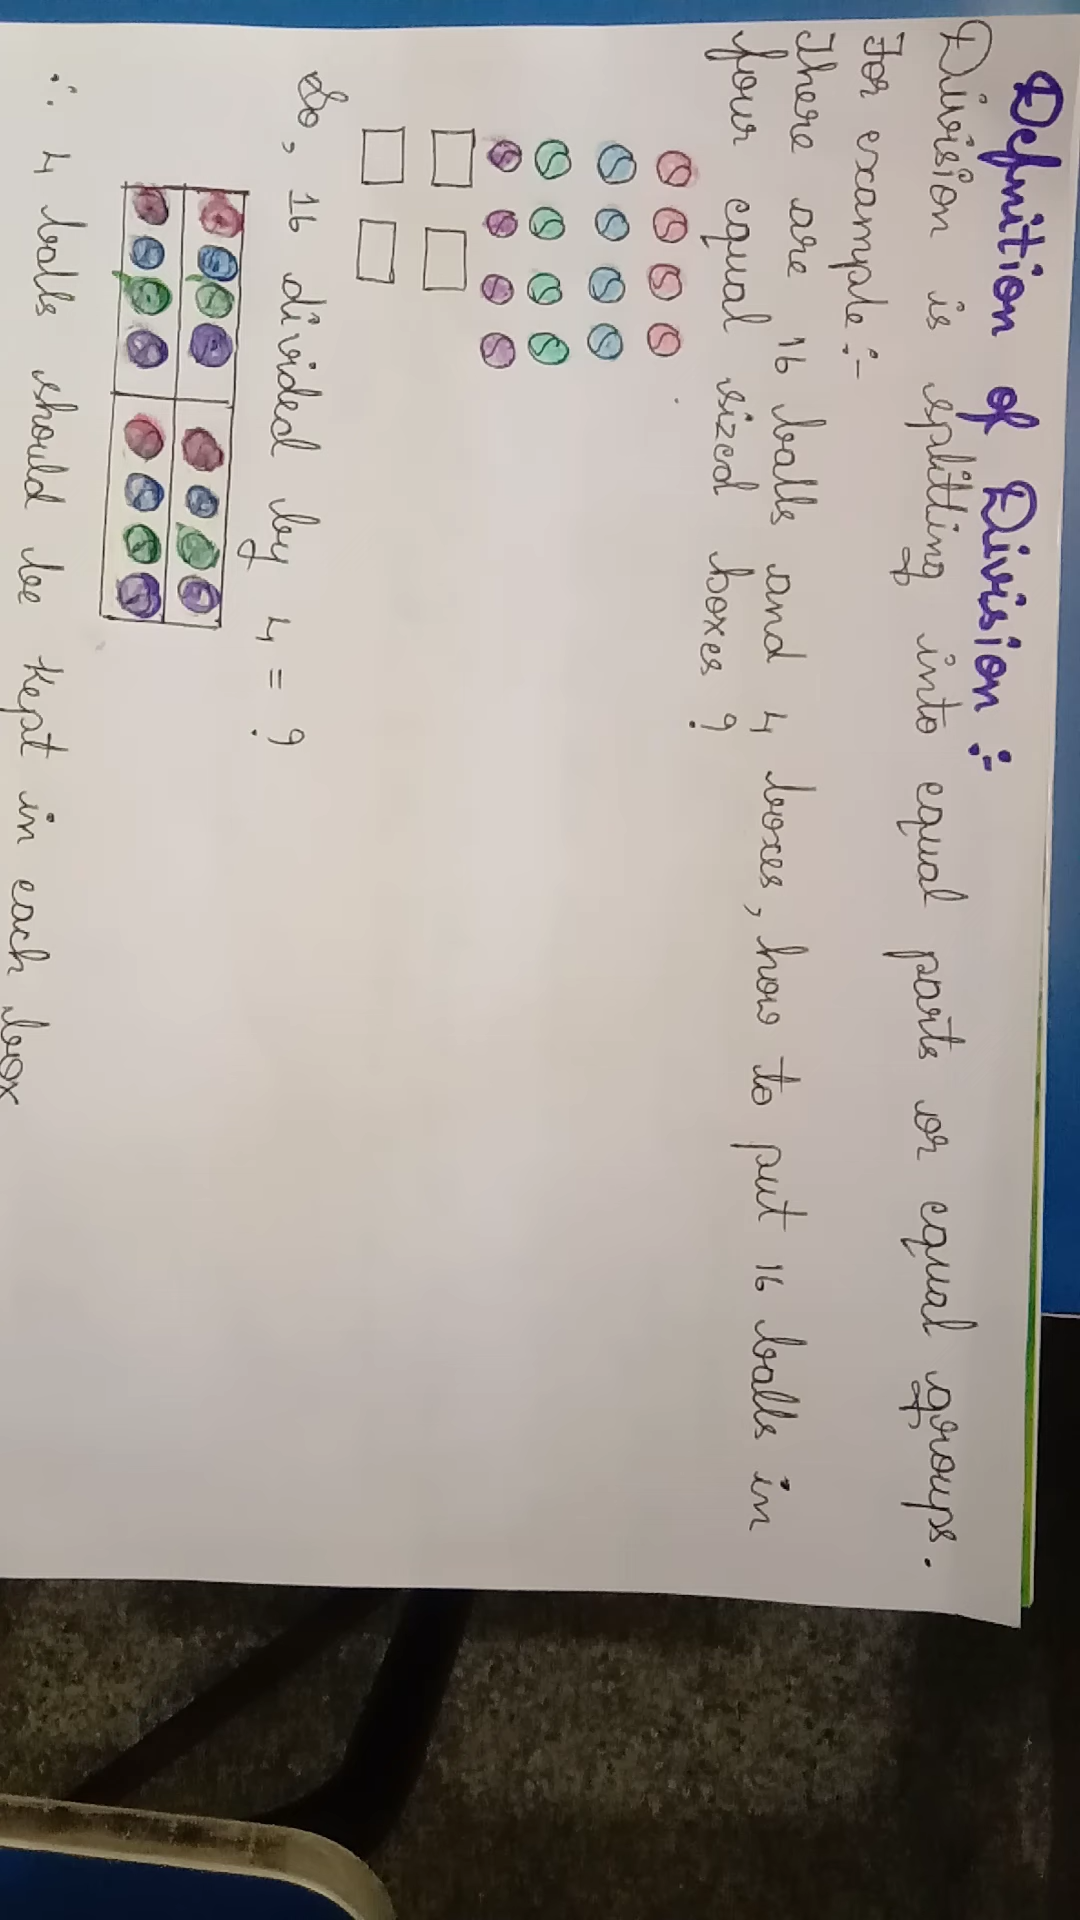 Definition of Division :-
Division is splitting into equal parts or equal groups.
For example :-
There are 16 balls and 4 boxes, how to put 16 balls in
four equal sized boxes ?
So, 16 divided by 4 = ?
∴ 4 balls should be kept in each box